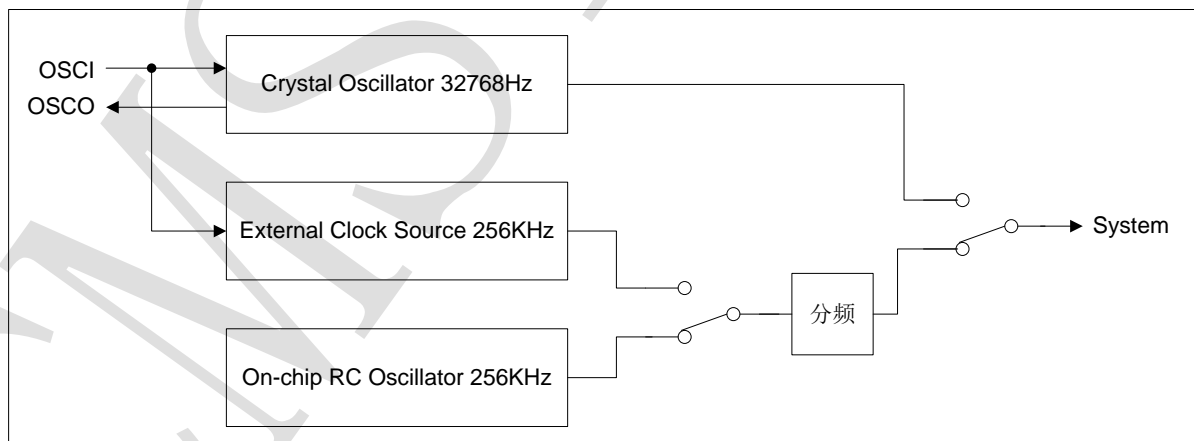 OSCI
OSCO
Crystal Oscillator 32768Hz
External Clock Source 256KHz
On-chip RC Oscillator 256KHz
分频
System